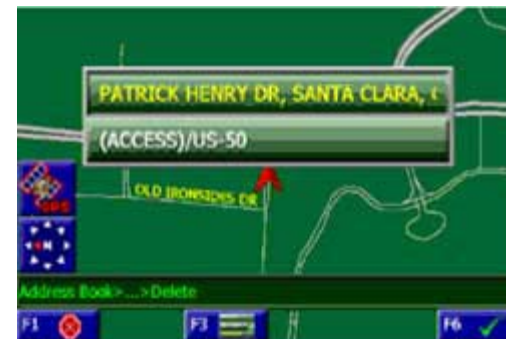 PATRICK HENRY DR, SANTA CLARA, C
(ACCESS)/US-50
OLD IRONSIDES DR
GPS
N
Address Book>...>Delete
F1
F3
F6